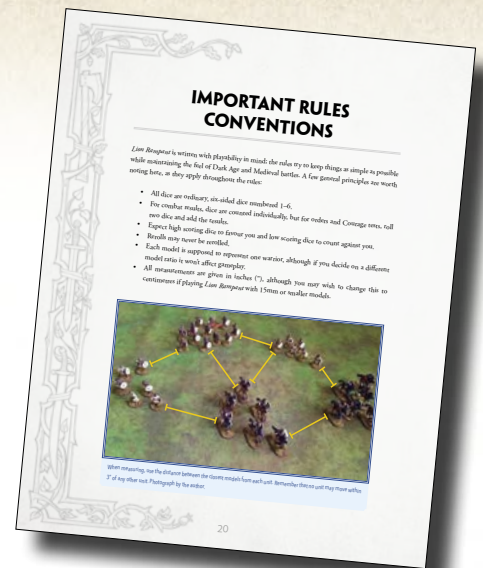 IMPORTANT RULES
CONVENTIONS
Lion Rampant is written with playability in mind: the rules try to keep things as simple as possible
while maintaining the feel of Dark Age and Medieval battles. A few general principles are worth
noting here, as they apply throughout the rules:
• All dice are ordinary, six-sided dice numbered 1–6.
• For combat results, dice are counted individually, but for orders and Courage tests, roll
two dice and add the results.
• Expect high scoring dice to favour you and low scoring dice to count against you.
• Rerolls may never be rerolled.
• Each model is supposed to represent one warrior, although if you decide on a different
model ratio it won't affect gameplay.
• All measurements are given in inches ("), although you may wish to change this to
centimetres if playing Lion Rampant with 15mm or smaller models.
When measuring, use the distance between the closest models from each unit. Remember that no unit may move within
3" of any other unit. Photograph by the author.
20